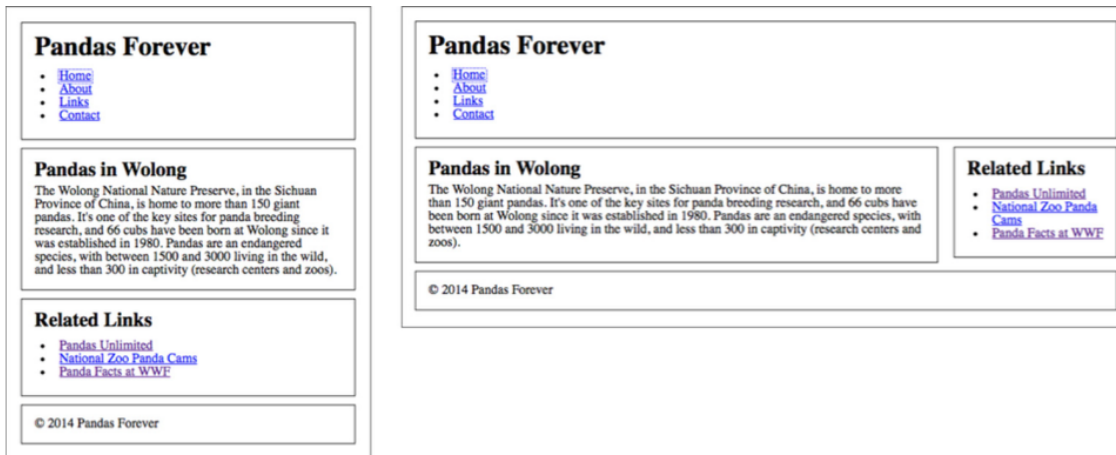 Pandas Forever
Home
About
Links
Contact
Pandas in Wolong
The Wolong National Nature Preserve, in the Sichuan
Province of China, is home to more than 150 giant
pandas. It's one of the key sites for panda breeding
research, and 66 cubs have been born at Wolong since it
was established in 1980. Pandas are an endangered
species, with between 1500 and 3000 living in the wild,
and less than 300 in captivity (research centers and zoos).
Related Links
Pandas Unlimited
National Zoo Panda Cams
Panda Facts at WWF
© 2014 Pandas Forever
Pandas Forever
Home
About
Links
Contact
Pandas in Wolong
The Wolong National Nature Preserve, in the Sichuan Province of China, is home to more
than 150 giant pandas. It's one of the key sites for panda breeding research, and 66 cubs have
been born at Wolong since it was established in 1980. Pandas are an endangered species, with
between 1500 and 3000 living in the wild, and less than 300 in captivity (research centers and
zoos).
Related Links
Pandas Unlimited
National Zoo Panda
Cams
Panda Facts at WWF
© 2014 Pandas Forever